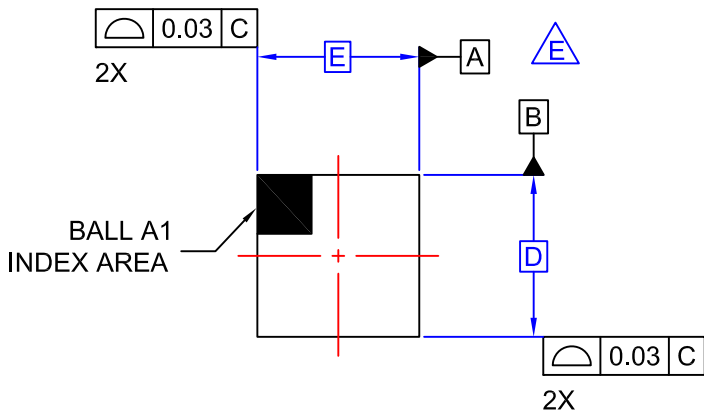 0.03 C
2X
E
A
E
B
BALL A1
INDEX AREA
D
0.03 C
2X